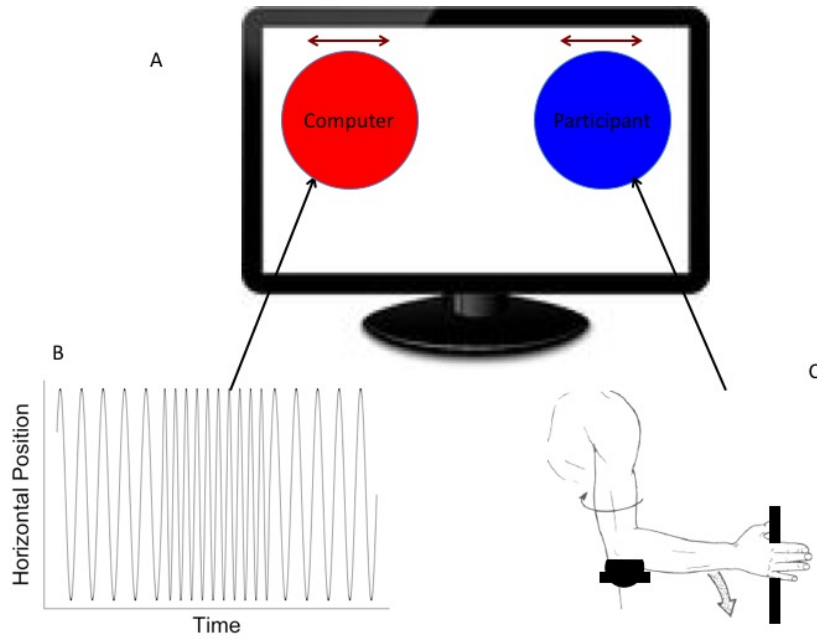 A
Computer
Participant
B
C
Horizontal Position
Time